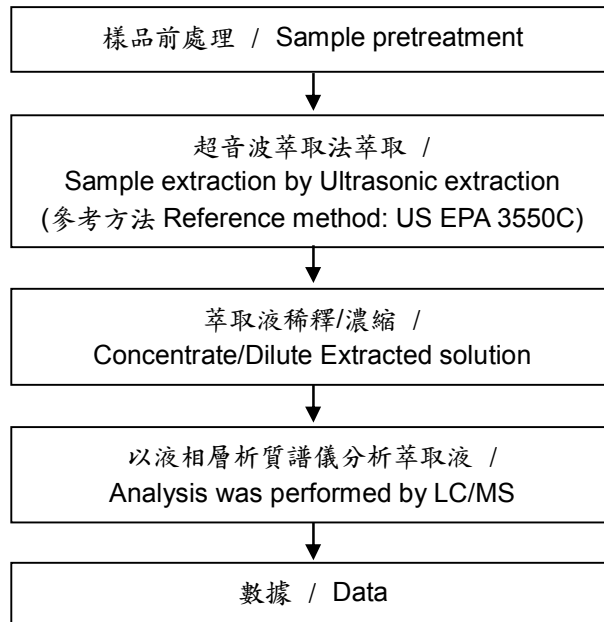 樣品前處理 / Sample pretreatment
超音波萃取法萃取 /
Sample extraction by Ultrasonic extraction
(參考方法 Reference method: US EPA 3550C)
萃取液稀釋/濃縮 /
Concentrate/Dilute Extracted solution
以液相層析質譜儀分析萃取液 /
Analysis was performed by LC/MS
數據 / Data